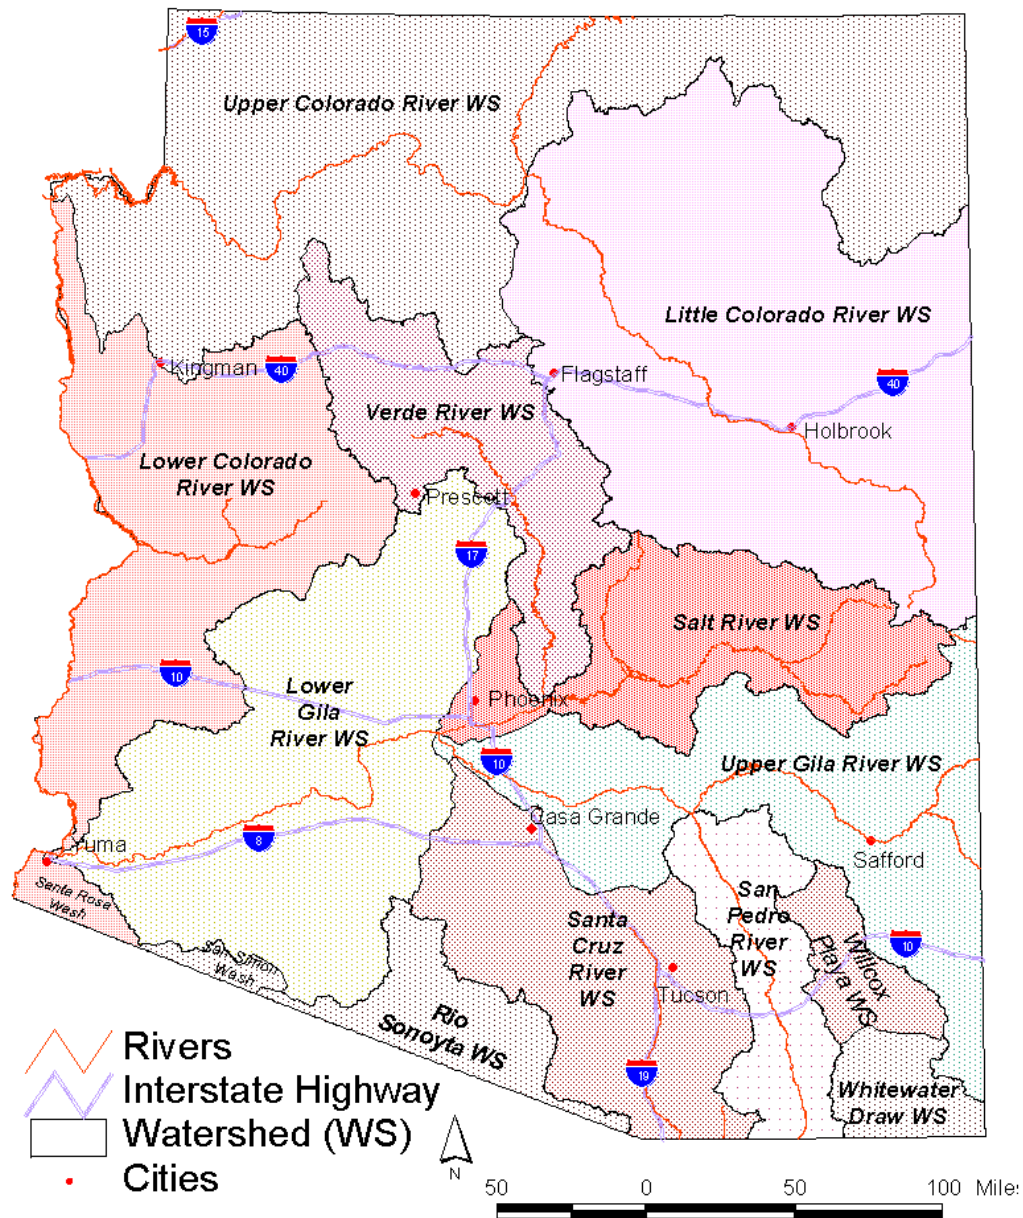 15
Upper Colorado River WS
Little Colorado River WS
Kingman
40
Flagstaff
40
Verde River WS
Holbrook
Lower Colorado
River WS
Prescott
17
Salt River WS
10
Lower
Gila
River WS
Phoenix
10
Upper Gila River WS
Casa Grande
8
Yuma
Safford
Santa Rosa
Wash
San Simon
Wash
Santa
Cruz
River
WS
San
Pedro
River
WS
Willcox
Playa WS
10
Tucson
Rio
Sonoyta WS
19
Whitewater
Draw WS
Rivers
Interstate Highway
Watershed (WS)
Cities
N
50 0 50 100 Miles